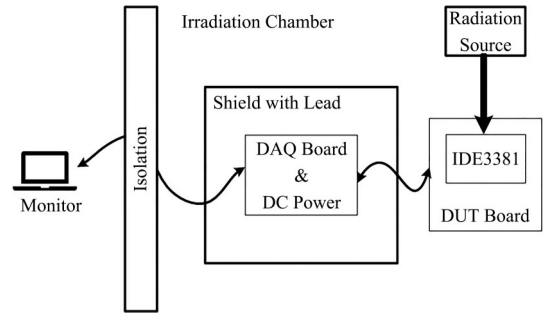 Irradiation Chamber
Radiation
Source
Shield with Lead
Isolation
DAQ Board
&
DC Power
IDE3381
Monitor
DUT Board